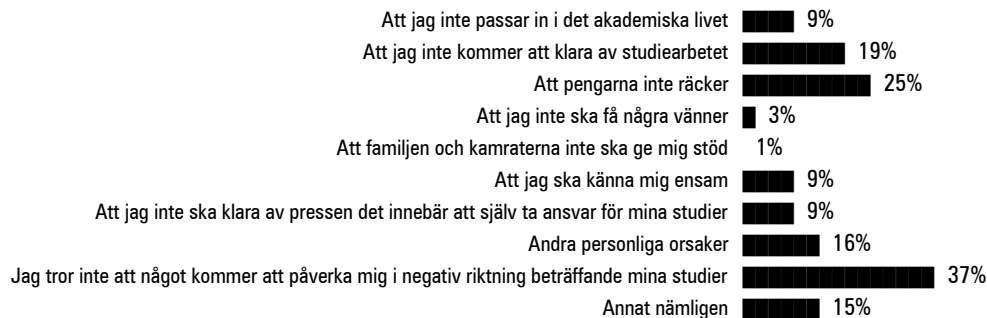 Att jag inte passar in i det akademiska livet 9%
Att jag inte kommer att klara av studiearbetet 19%
Att pengarna inte räcker 25%
Att jag inte ska få några vänner 3%
Att familjen och kamraterna inte ska ge mig stöd 1%
Att jag ska känna mig ensam 9%
Att jag inte ska klara av pressen det innebär att själv ta ansvar för mina studier 9%
Andra personliga orsaker 16%
Jag tror inte att något kommer att påverka mig i negativ riktning beträffande mina studier 37%
Annat nämligen 15%